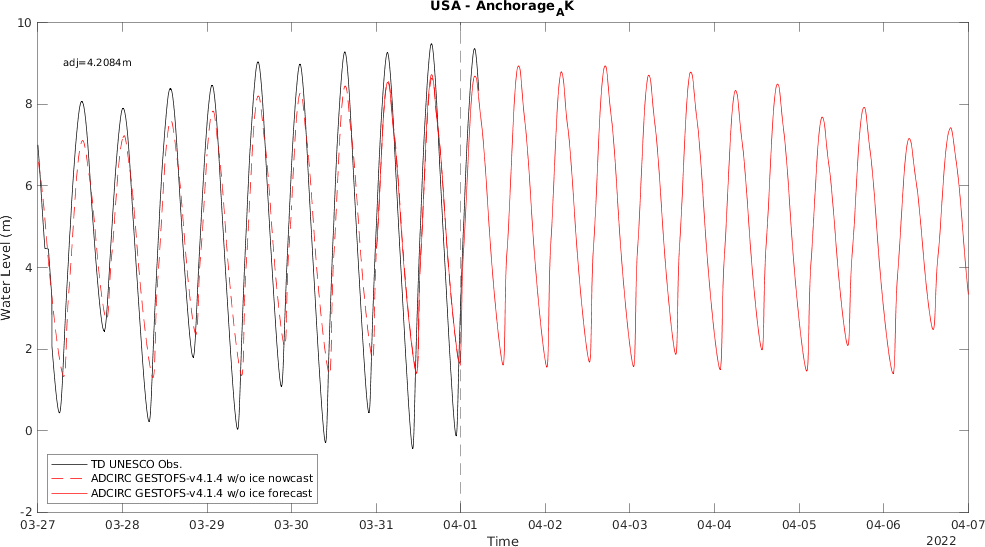 USA - Anchorage_AK
adj=4.2084m
10
8
6
4
2
0
-2
Water Level (m)
TD UNESCO Obs.
ADCIRC GESTOFS-v4.1.4 w/o ice nowcast
ADCIRC GESTOFS-v4.1.4 w/o ice forecast
03-27 03-28 03-29 03-30 03-31 04-01 04-02 04-03 04-04 04-05 04-06 04-07
Time
2022